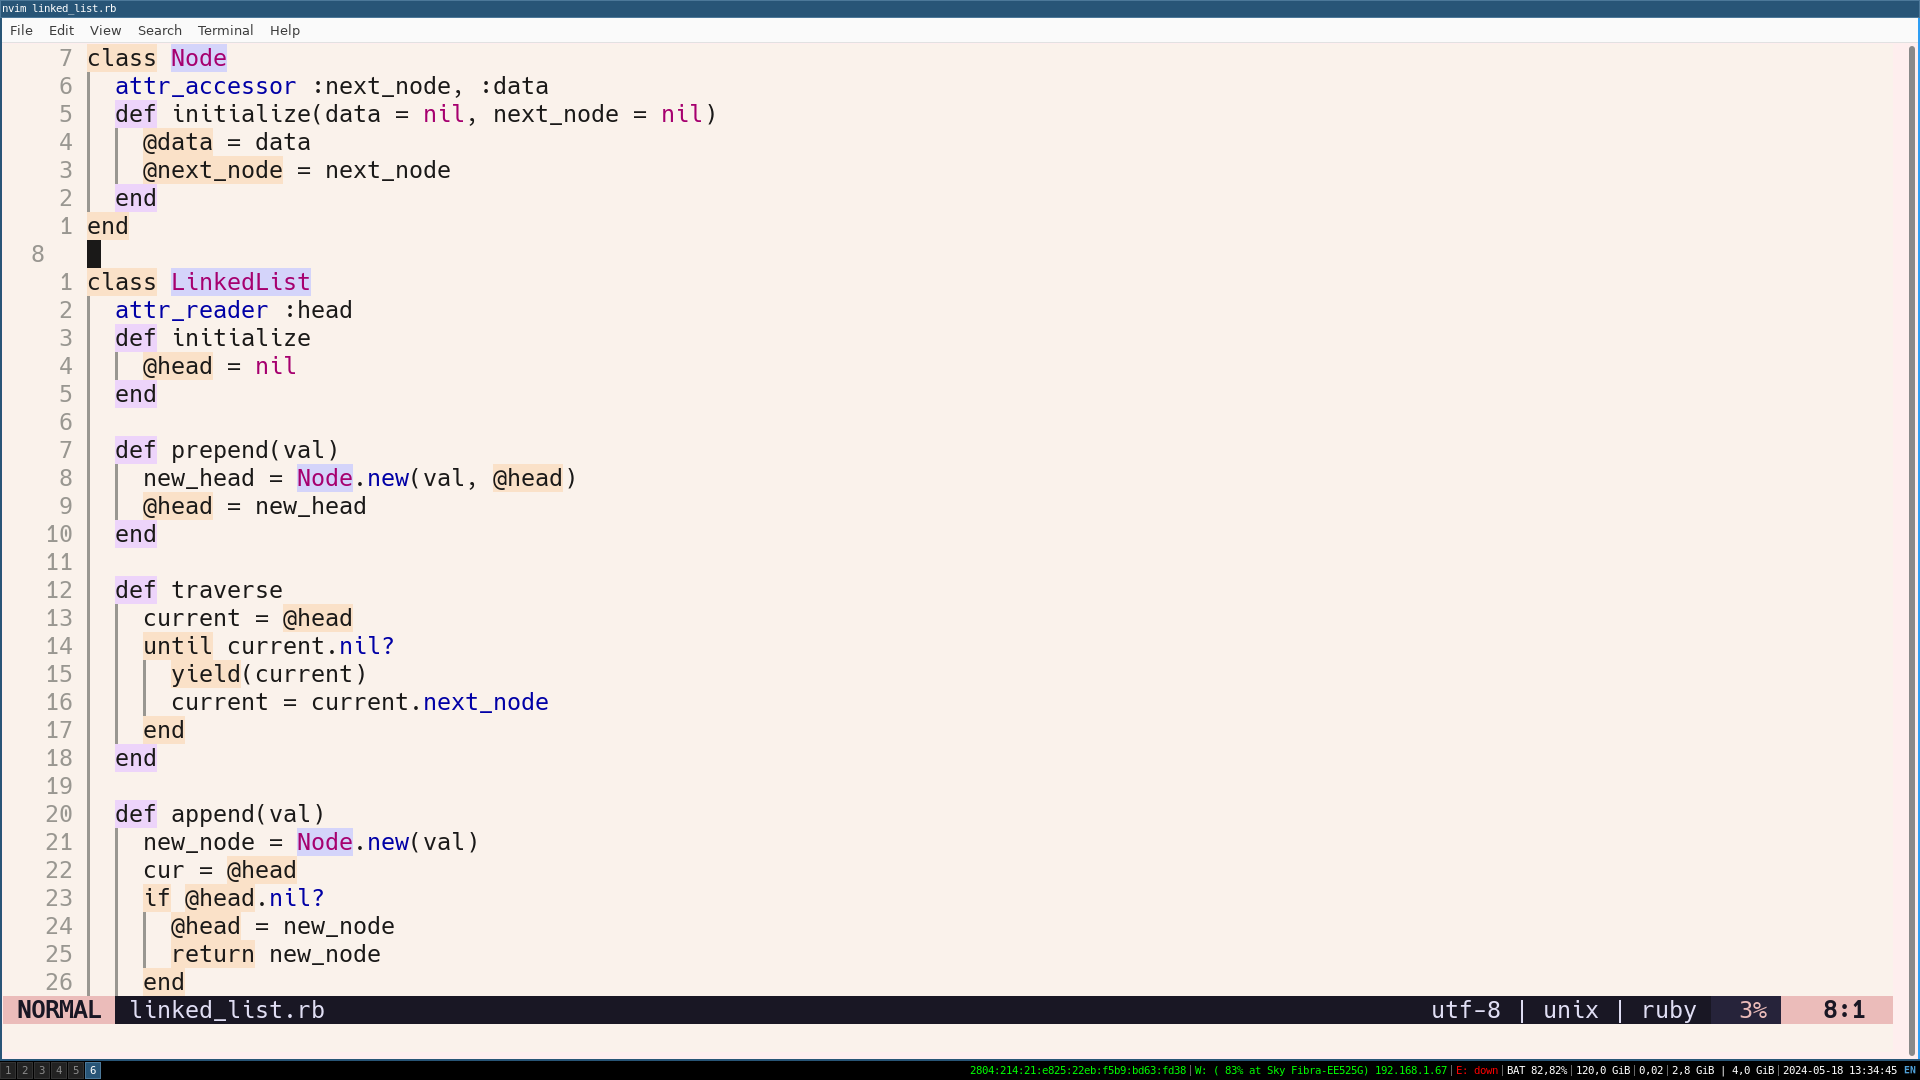 nvim linked_list.rb
File Edit View Search Terminal Help
7 class Node
6   attr_accessor :next_node, :data
5   def initialize(data = nil, next_node = nil)
4     @data = data
3     @next_node = next_node
2   end
1 end
8
1 class LinkedList
2   attr_reader :head
3   def initialize
4     @head = nil
5   end
6
7   def prepend(val)
8     new_head = Node.new(val, @head)
9     @head = new_head
10   end
11
12   def traverse
13     current = @head
14     until current.nil?
15       yield(current)
16       current = current.next_node
17     end
18   end
19
20   def append(val)
21     new_node = Node.new(val)
22     cur = @head
23     if @head.nil?
24       @head = new_node
25       return new_node
26     end
NORMAL linked_list.rb utf-8 | unix | ruby 3% 8:1
1 2 3 4 5 6 2804:214:21:e825:22eb:f5b9:bd63:fd38|W: ( 83% at Sky Fibra-EE525G) 192.168.1.67|E: down|BAT 82,82%|120,0 GiB|0,02|2,8 GiB | 4,0 GiB|2024-05-18 13:34:45 EN